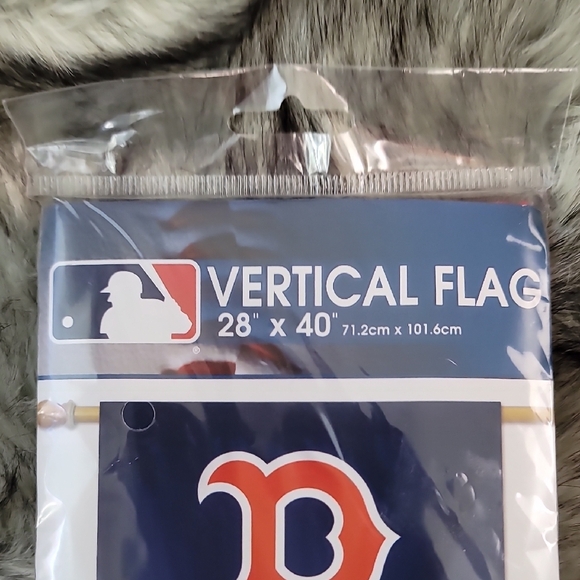 VERTICAL FLAG
28" x 40" 71.2cm x 101.6cm
B